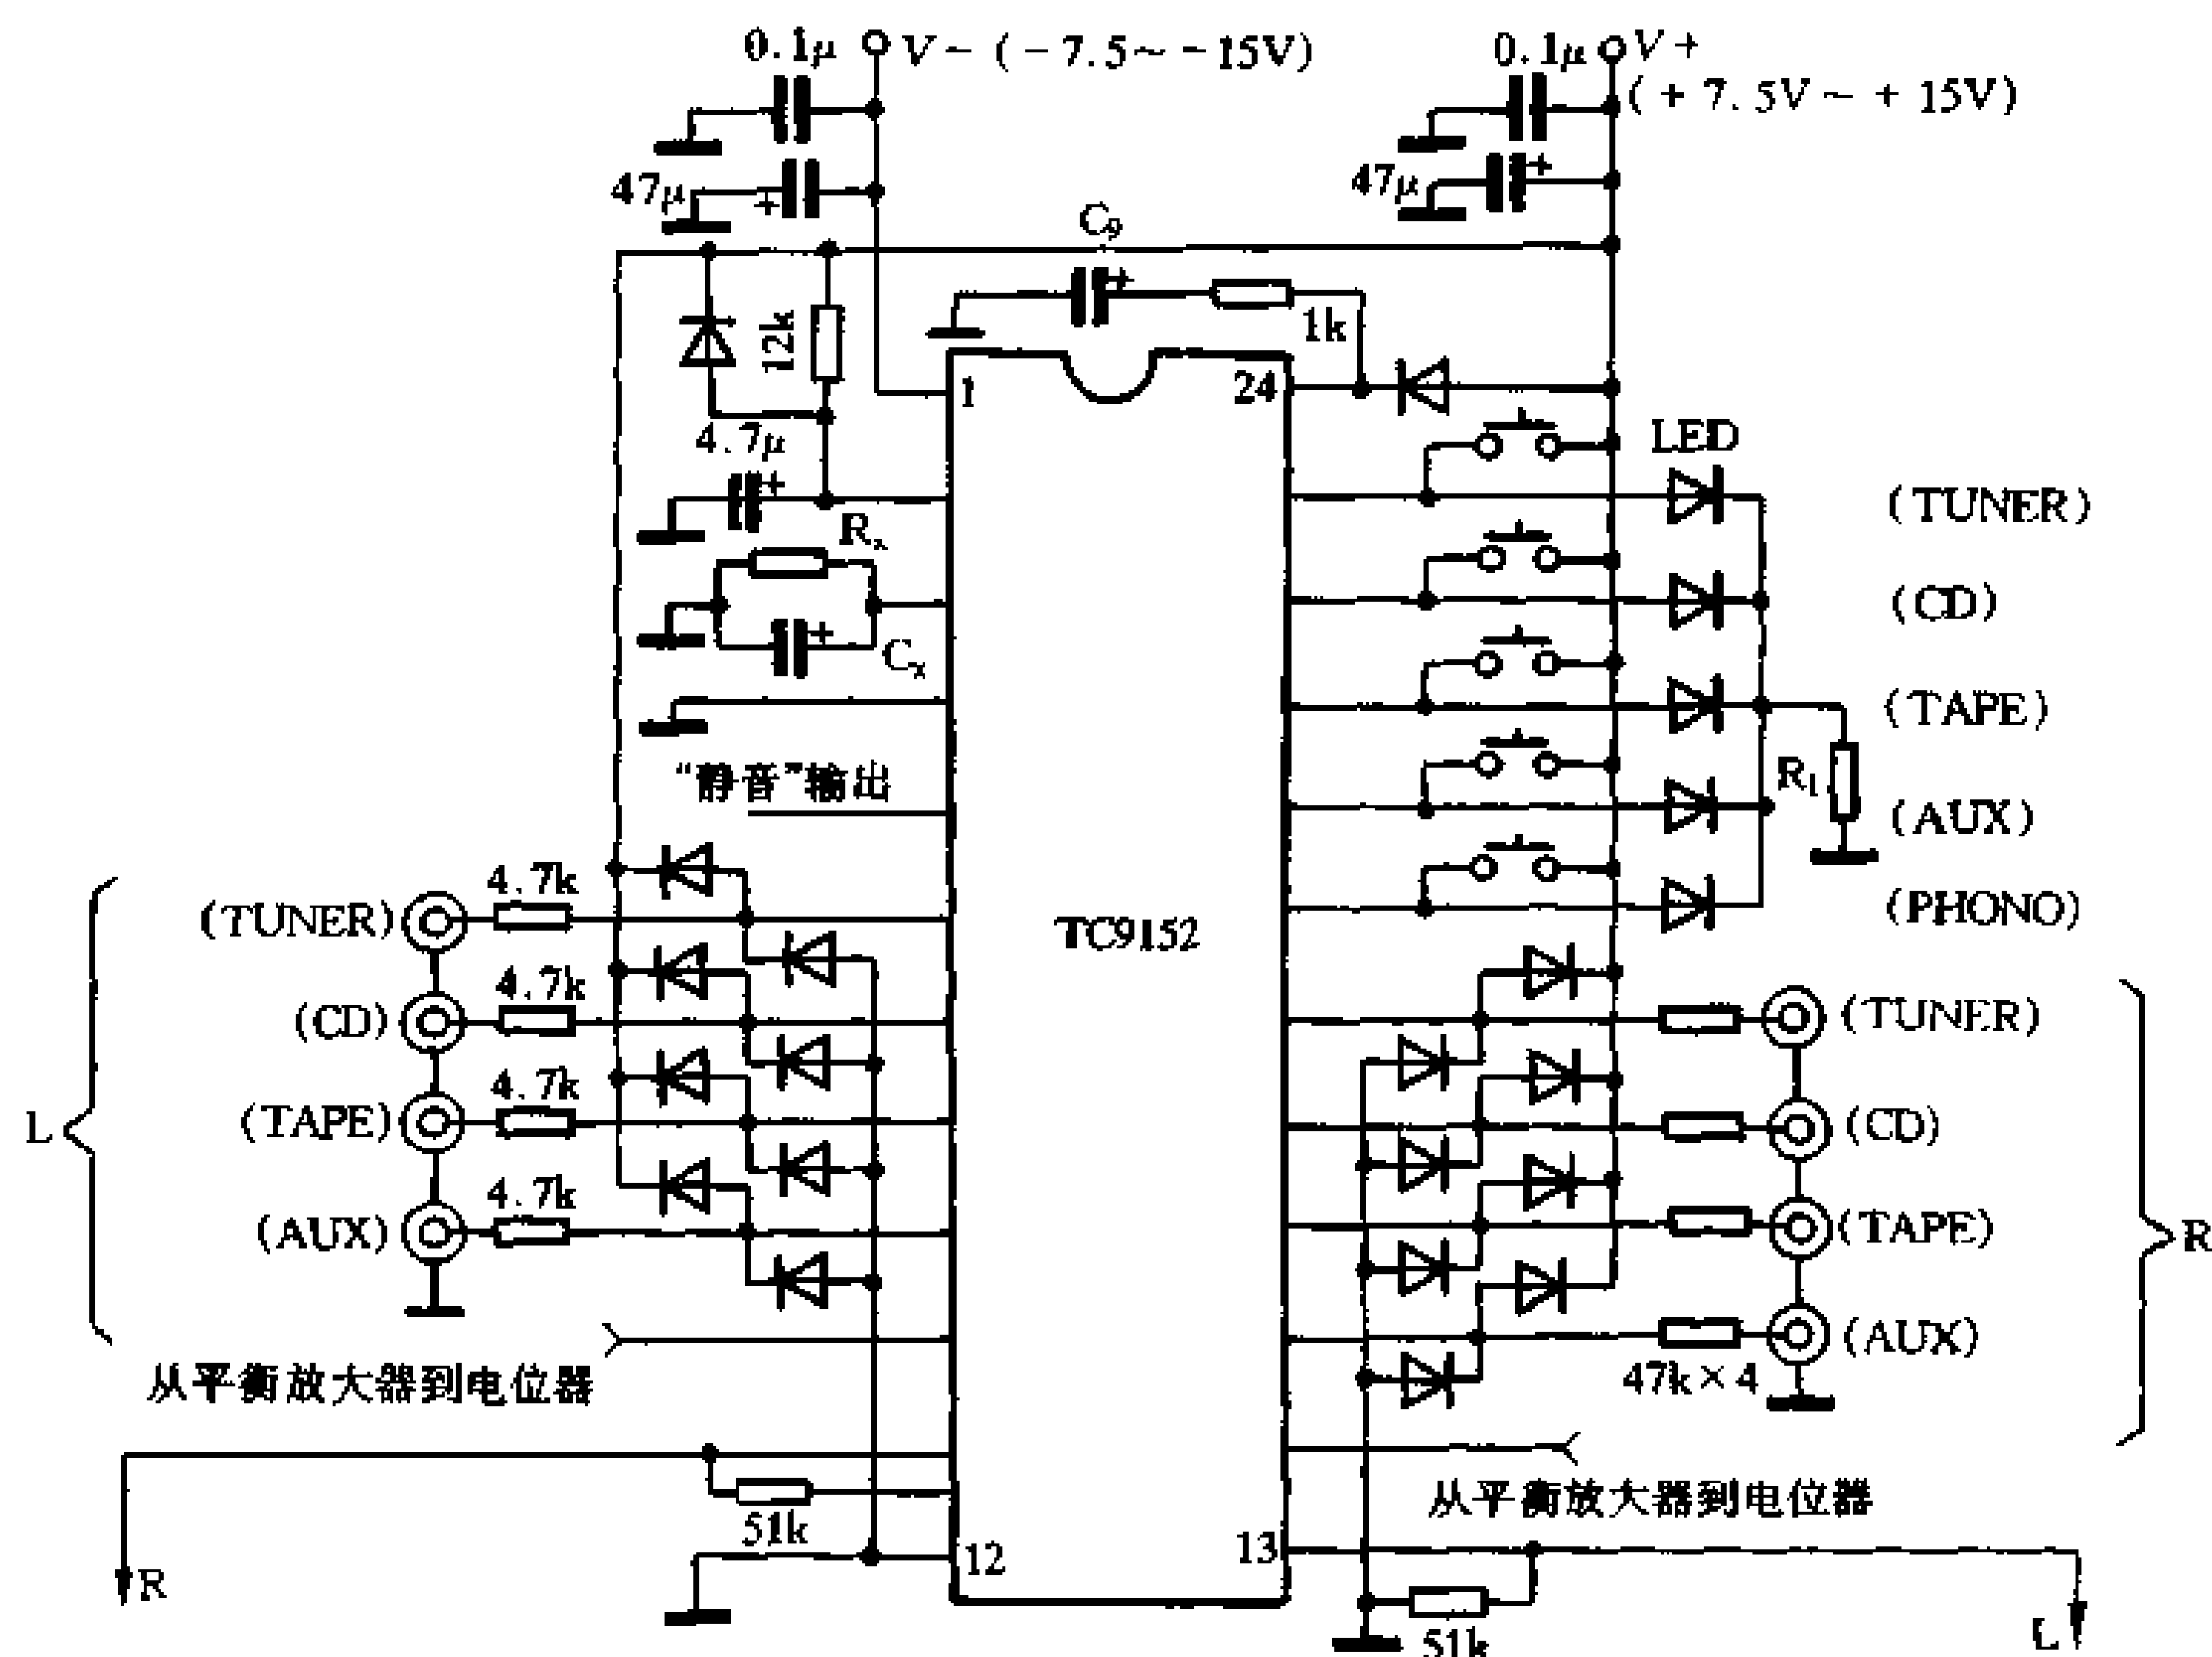 0.1μ
V- (-7.5~-15V)
0.1μ
V+
(+7.5V~+15V)
47μ
47μ
C₉
12k
1k
1
24
4.7μ
LED
Rₓ
(TUNER)
(CD)
Cₓ
(TAPE)
"静音"输出
R₁
(AUX)
4.7k
(TUNER)
TC9152
(PHONO)
4.7k
(CD)
(TUNER)
4.7k
L
(TAPE)
(CD)
4.7k
(AUX)
(TAPE)
R
(AUX)
从平衡放大器到电位器
47k×4
从平衡放大器到电位器
51k
12
13
R
51k
L